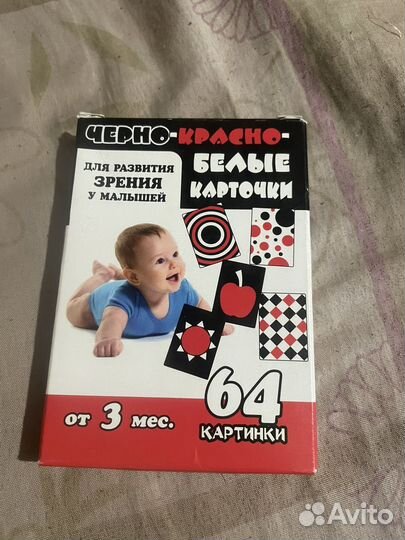 ЧЕРНО-КРАСНО-
БЕЛЫЕ
КАРТОЧКИ
ДЛЯ РАЗВИТИЯ
ЗРЕНИЯ
У МАЛЫШЕЙ
от 3 мес.
64
КАРТИНКИ
Avito